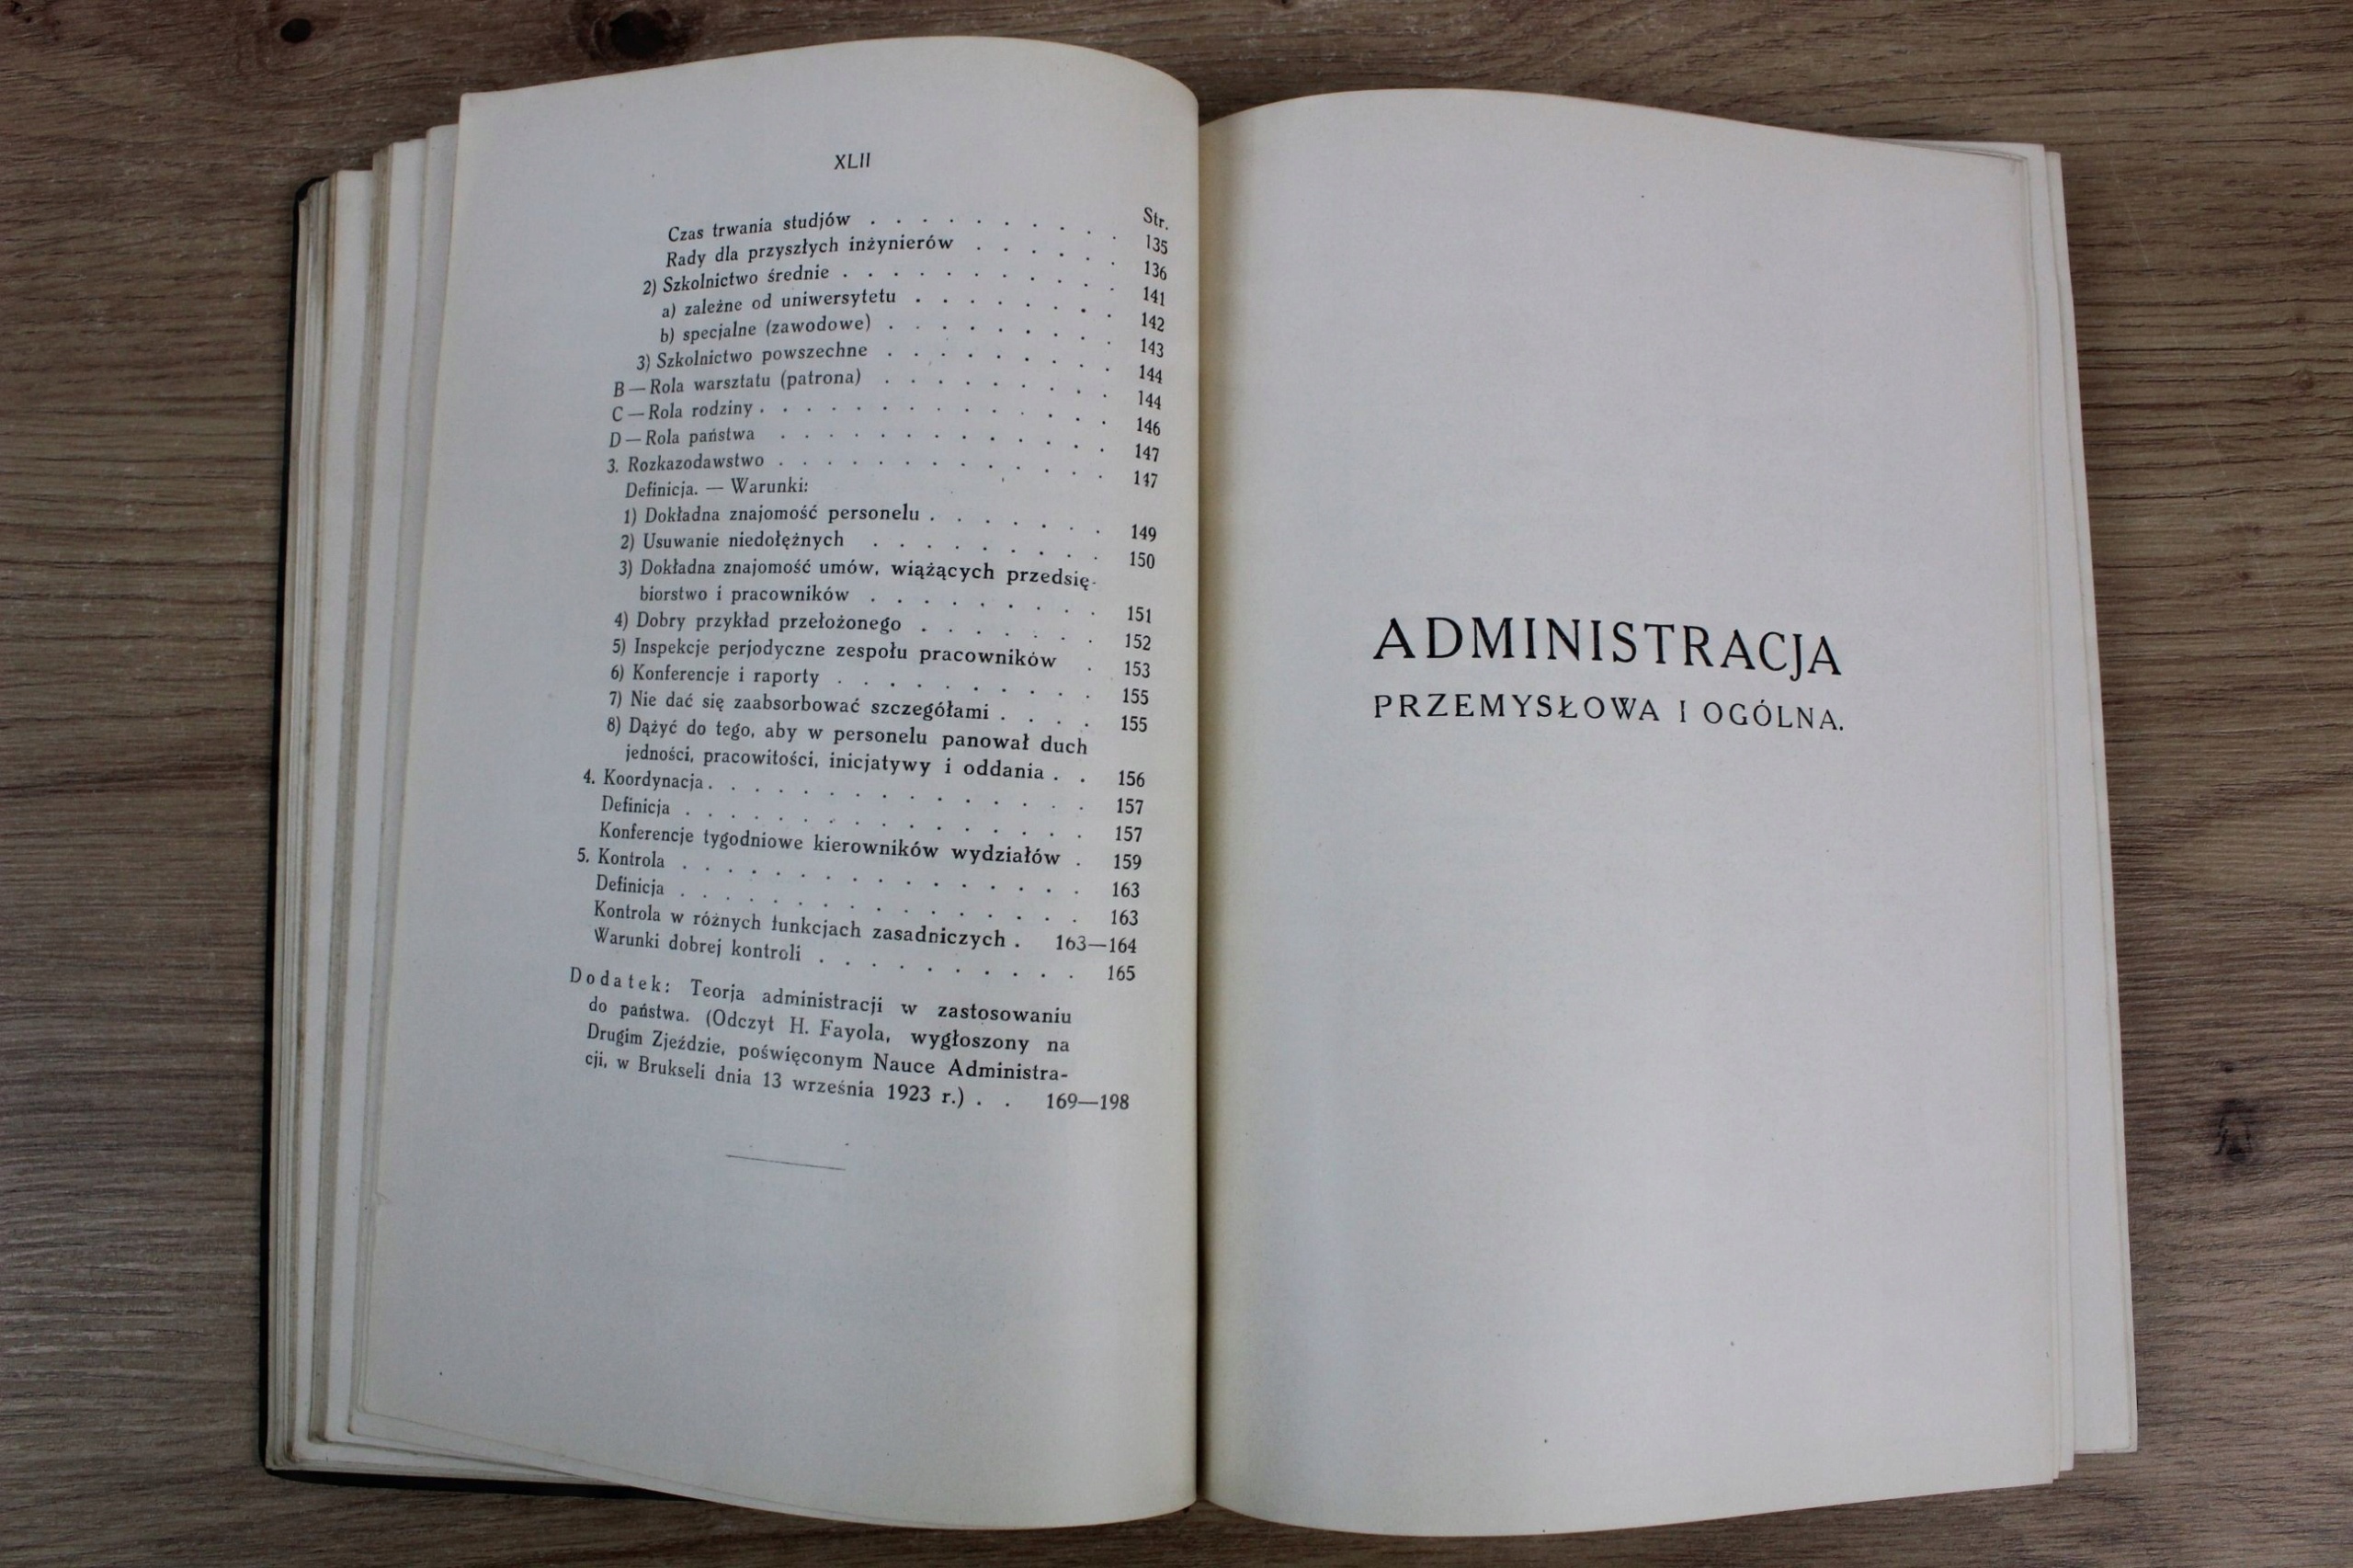 XLII
Str.
Czas trwania studjów . . . . . . . . . . 135
Rady dla przyszłych inżynierów . . . . . . 136
2) Szkolnictwo średnie . . . . . . . . . . . 141
a) zależne od uniwersytetu . . . . . . . . 142
b) specjalne (zawodowe) . . . . . . . . . 143
3) Szkolnictwo powszechne . . . . . . . . . 144
B — Rola warsztatu (patrona) . . . . . . . . . 144
C — Rola rodziny . . . . . . . . . . . . . 146
D — Rola państwa . . . . . . . . . . . . . 147
3. Rozkazodawstwo . . . . . . . . . . . . . 147
Definicja. — Warunki:
1) Dokładna znajomość personelu . . . . . . . 149
2) Usuwanie niedołężnych . . . . . . . . . 150
3) Dokładna znajomość umów, wiążących przedsię-
biorstwo i pracowników . . . . . . . . . 151
4) Dobry przykład przełożonego . . . . . . . 152
5) Inspekcje perjodyczne zespołu pracowników . 153
6) Konferencje i raporty . . . . . . . . . . 155
7) Nie dać się zaabsorbować szczegółami . . . . 155
8) Dążyć do tego, aby w personelu panował duch
jedności, pracowitości, inicjatywy i oddania . . 156
4. Koordynacja . . . . . . . . . . . . . . 157
Definicja . . . . . . . . . . . . . . 157
Konferencje tygodniowe kierowników wydziałów . 159
5. Kontrola . . . . . . . . . . . . . . . 163
Definicja . . . . . . . . . . . . . . 163
Kontrola w różnych funkcjach zasadniczych . 163—164
Warunki dobrej kontroli . . . . . . . . . . 165
Dodatek: Teorja administracji w zastosowaniu
do państwa. (Odczyt H. Fayola, wygłoszony na
Drugim Zjeździe, poświęconym Nauce Administra-
cji, w Brukseli dnia 13 września 1923 r.) . . 169—198
ADMINISTRACJA
PRZEMYSŁOWA I OGÓLNA.